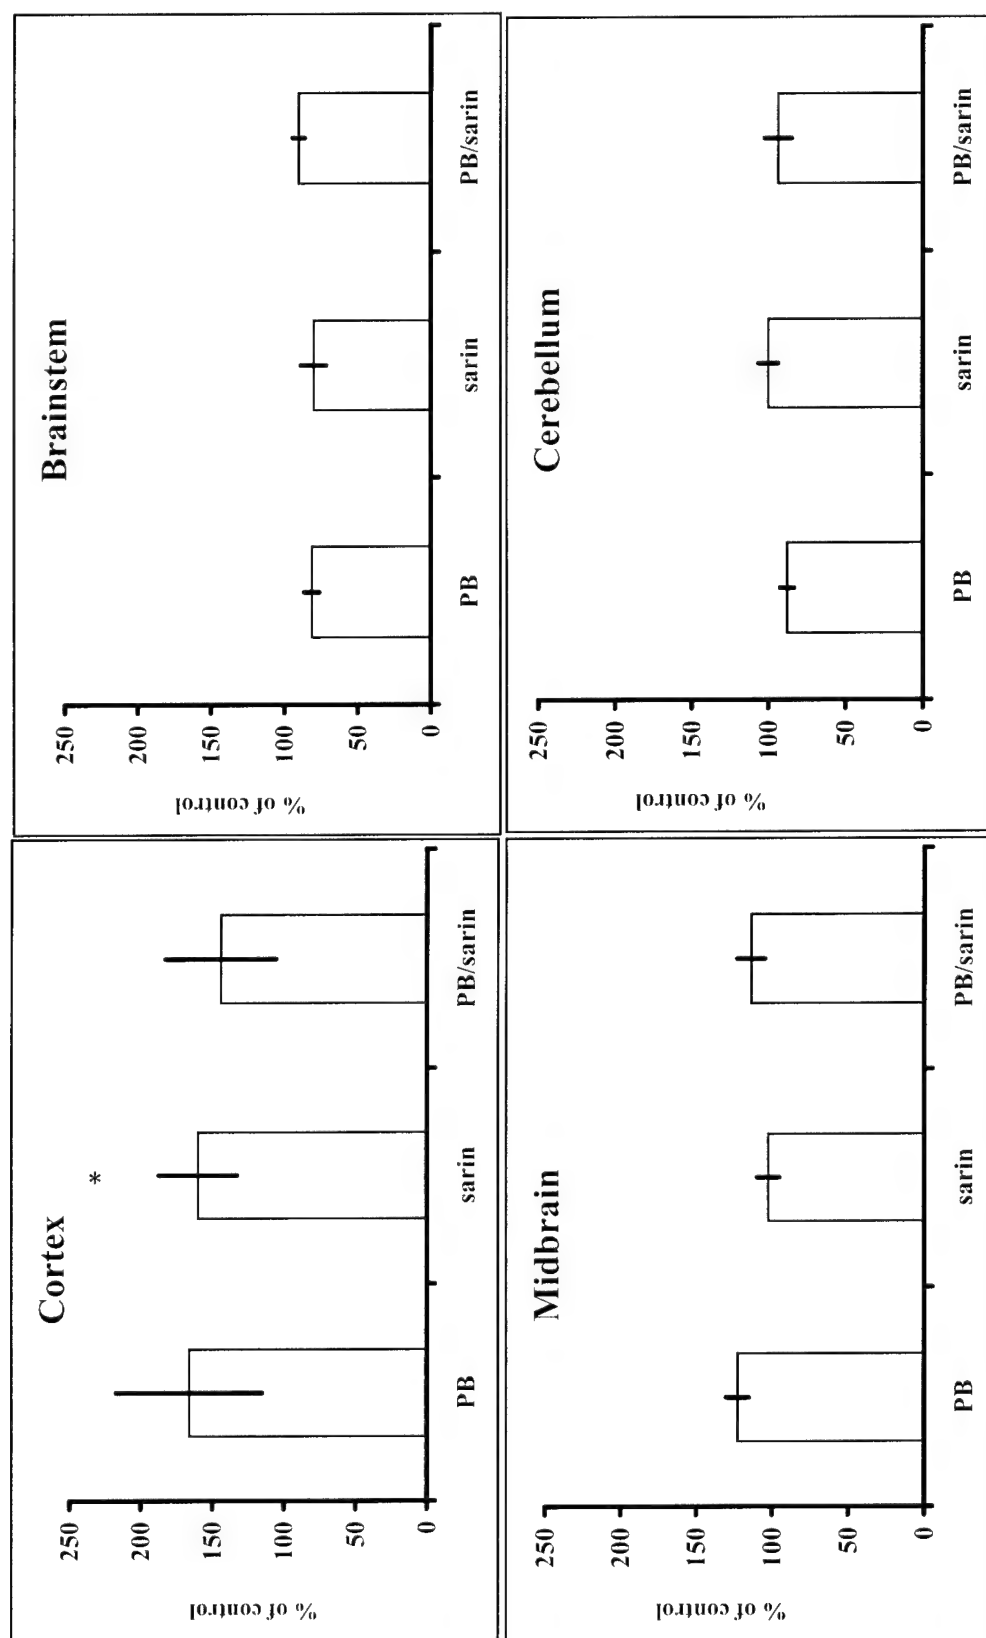 Cortex
% of control
250
200
150
100
50
0
PB
sarin
*
PB/sarin
Brainstem
% of control
250
200
150
100
50
0
PB
sarin
PB/sarin
Midbrain
% of control
250
200
150
100
50
0
PB
sarin
PB/sarin
Cerebellum
% of control
250
200
150
100
50
0
PB
sarin
PB/sarin